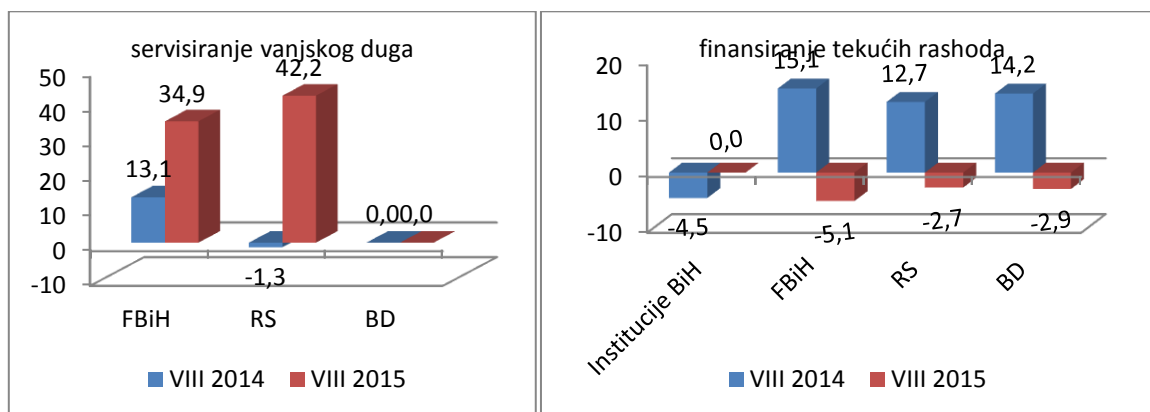 servisiranje vanjskog duga
50
40
30
20
10
0
-10
13,1
34,9
-1,3
42,2
0,0
0,0
FBiH
RS
BD
VIII 2014
VIII 2015
finansiranje tekućih rashoda
20
10
0
-10
-4,5
0,0
15,1
-5,1
12,7
-2,7
14,2
-2,9
Institucije BiH
FBiH
RS
BD
VIII 2014
VIII 2015